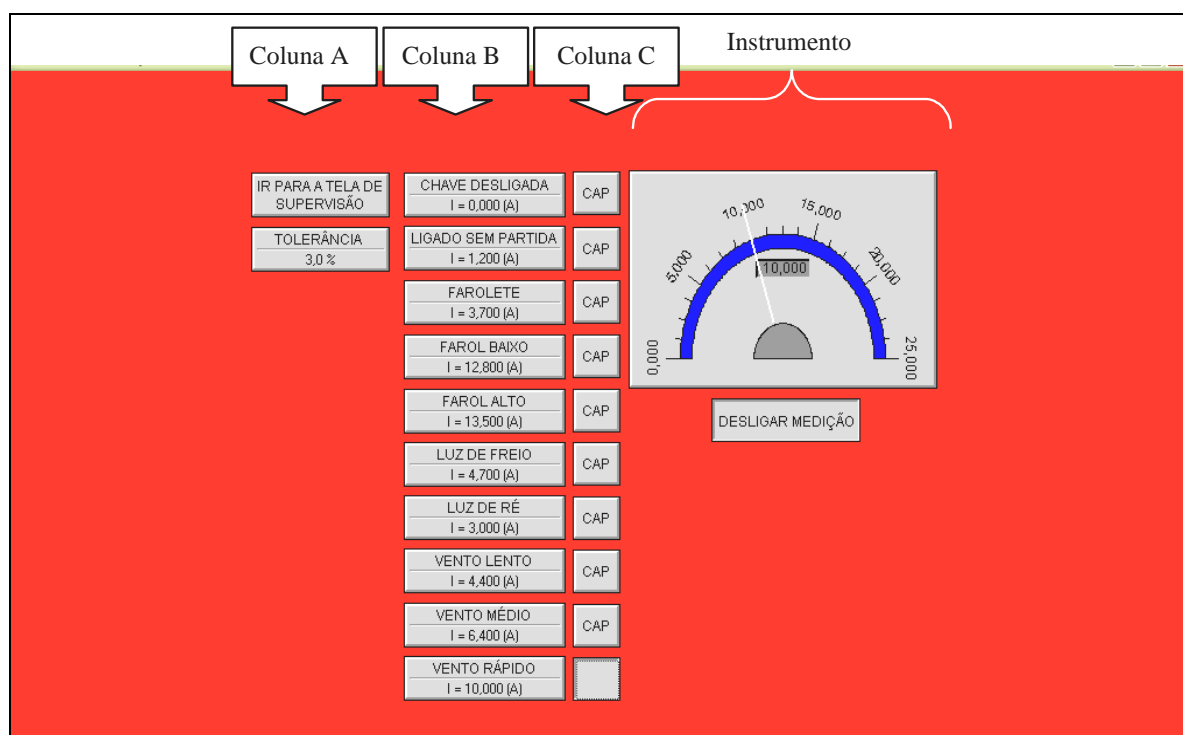 Coluna A
Coluna B
Coluna C
Instrumento
IR PARA A TELA DE
SUPERVISÃO
TOLERÂNCIA
3,0 %
CHAVE DESLIGADA
I = 0,000 (A)
CAP
LIGADO SEM PARTIDA
I = 1,200 (A)
CAP
FAROLETE
I = 3,700 (A)
CAP
FAROL BAIXO
I = 12,800 (A)
CAP
FAROL ALTO
I = 13,500 (A)
CAP
LUZ DE FREIO
I = 4,700 (A)
CAP
LUZ DE RÉ
I = 3,000 (A)
CAP
VENTO LENTO
I = 4,400 (A)
CAP
VENTO MÉDIO
I = 6,400 (A)
CAP
VENTO RÁPIDO
I = 10,000 (A)
0,000
5,000
10,000
15,000
20,000
25,000
10,000
DESLIGAR MEDIÇÃO